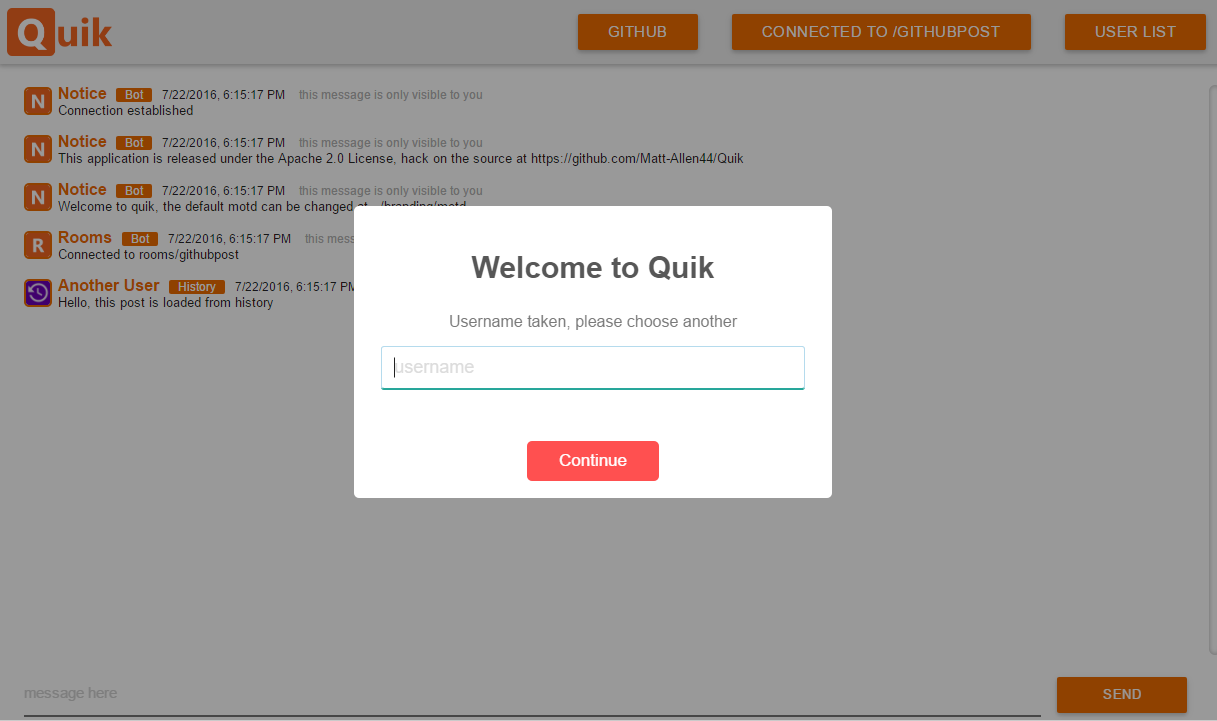 Quik
GITHUB
CONNECTED TO /GITHUBPOST
USER LIST
N Notice Bot 7/22/2016, 6:15:17 PM this message is only visible to you
Connection established
N Notice Bot 7/22/2016, 6:15:17 PM this message is only visible to you
This application is released under the Apache 2.0 License, hack on the source at https://github.com/Matt-Allen44/Quik
N Notice Bot 7/22/2016, 6:15:17 PM this message is only visible to you
Welcome to quik, the default motd can be changed at
R Rooms Bot 7/22/2016, 6:15:17 PM this
Connected to rooms/githubpost
Another User History 7/22/2016, 6:15:17 PM
Hello, this post is loaded from history
Welcome to Quik
Username taken, please choose another
username
Continue
message here
SEND